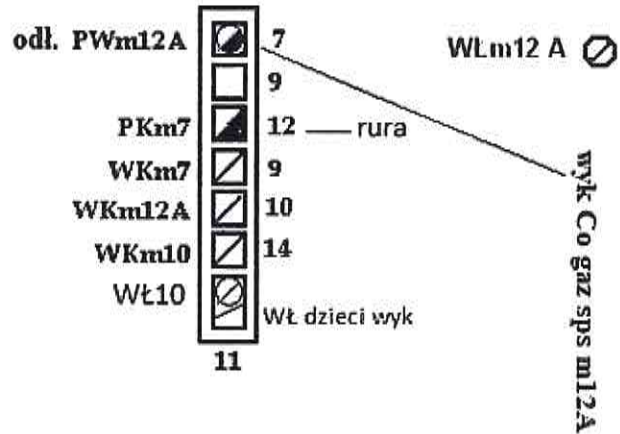 odł. PWm12A 7
WŁm12 A
9
PKm7 12 rura
WKm7 9
WKm12A 10
WKm10 14
WŁ10
WŁ dzieci wyk
11
wyk Co gaz sps m12A